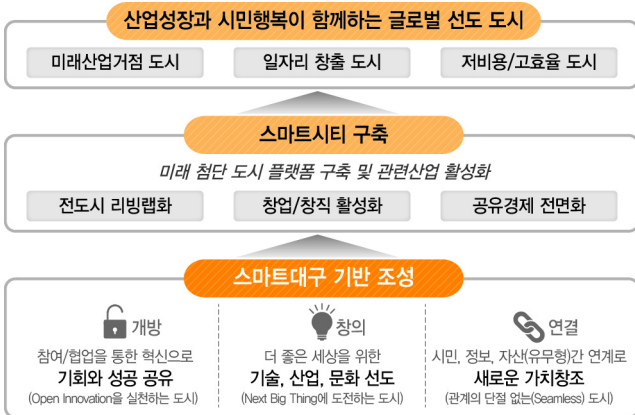 산업성장과 시민행복이 함께하는 글로벌 선도 도시
미래산업거점 도시
일자리 창출 도시
저비용/고효율 도시
스마트시티 구축
미래 첨단 도시 플랫폼 구축 및 관련산업 활성화
전도시 리빙랩화
창업/창직 활성화
공유경제 전면화
스마트대구 기반 조성
개방
참여/협업을 통한 혁신으로
기회와 성공 공유
(Open Innovation을 실천하는 도시)
창의
더 좋은 세상을 위한
기술, 산업, 문화 선도
(Next Big Thing에 도전하는 도시)
연결
시민, 정보, 자산(유무형)간 연계로
새로운 가치창조
(관계의 단절 없는(Seamless) 도시)